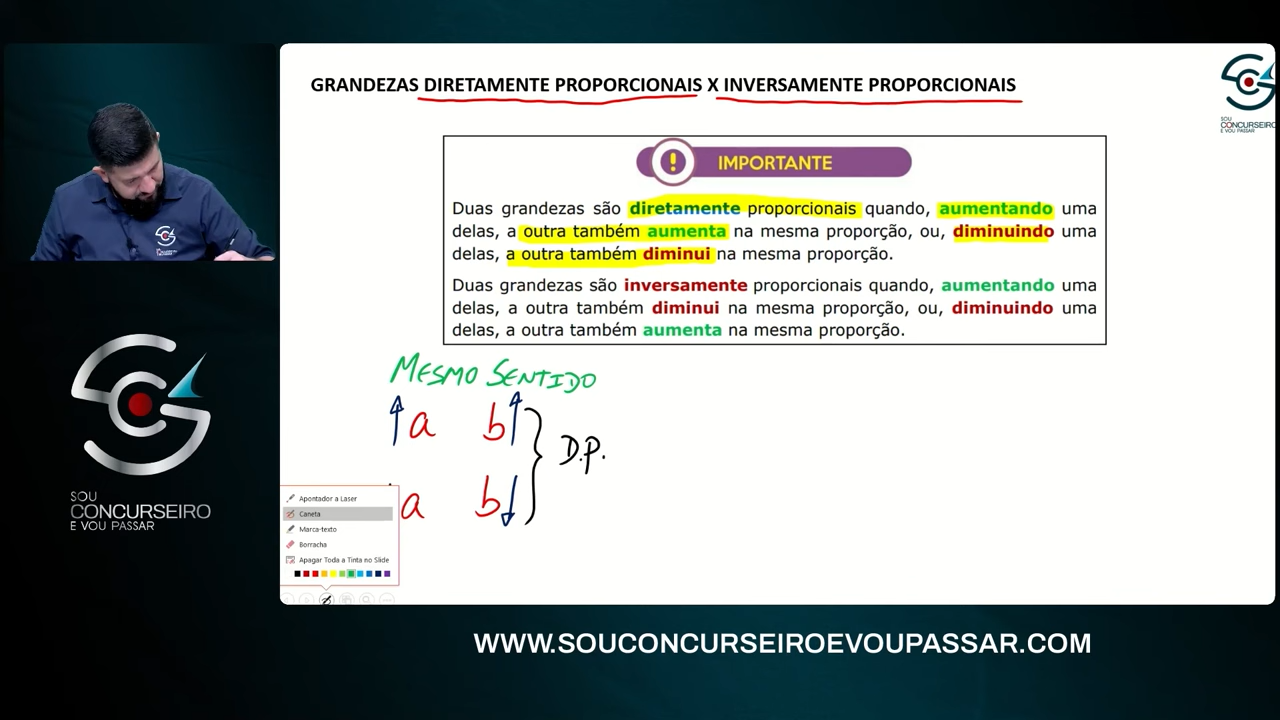 GRANDEZAS DIRETAMENTE PROPORCIONAIS X INVERSAMENTE PROPORCIONAIS
SOU
CONCURSEIRO
E VOU PASSAR
! IMPORTANTE
Duas grandezas são diretamente proporcionais quando, aumentando uma
delas, a outra também aumenta na mesma proporção, ou, diminuindo uma
delas, a outra também diminui na mesma proporção.
Duas grandezas são inversamente proporcionais quando, aumentando uma
delas, a outra também diminui na mesma proporção, ou, diminuindo uma
delas, a outra também aumenta na mesma proporção.
MESMO SENTIDO
↑a b↑
D.P.
a b↓
Apontador a Laser
Caneta
Marca-texto
Borracha
Apagar Toda a Tinta no Slide
SOU
CONCURSEIRO
E VOU PASSAR
WWW.SOUCONCURSEIROEVOUPASSAR.COM